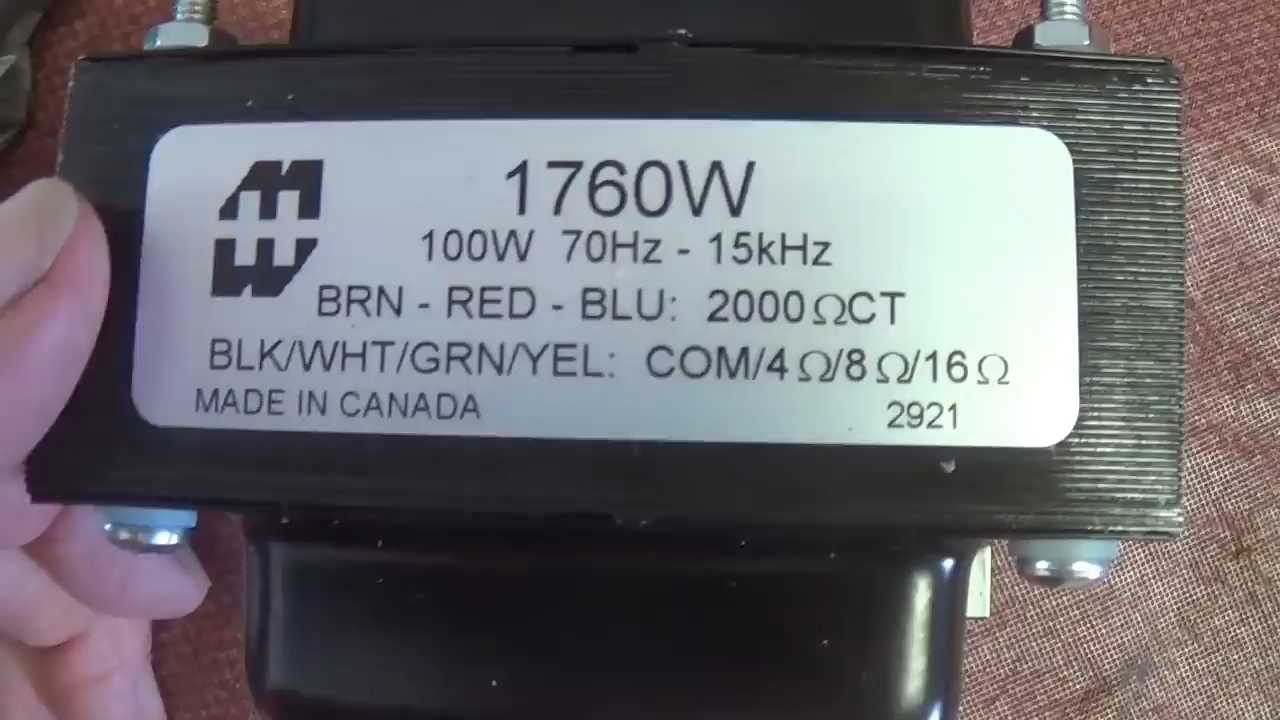 1760W
100W 70Hz - 15kHz
BRN - RED - BLU: 2000ΩCT
BLK/WHT/GRN/YEL: COM/4Ω/8Ω/16Ω
MADE IN CANADA 2921